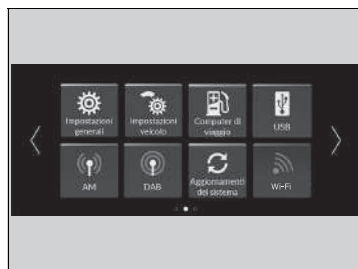 Impostazioni
generali
Impostazioni
veicolo
Computer di
viaggio
USB
AM
DAB
Aggiornamenti
del sistema
Wi-Fi